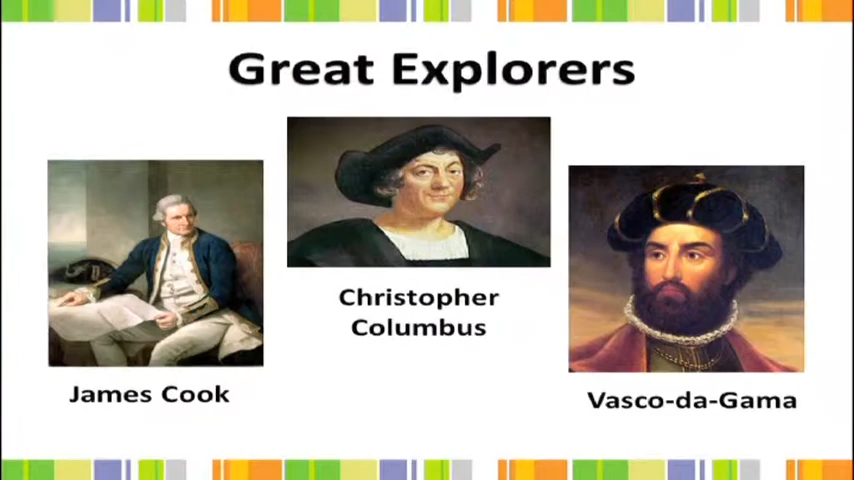 Great Explorers
Christopher
Columbus
James Cook
Vasco-da-Gama